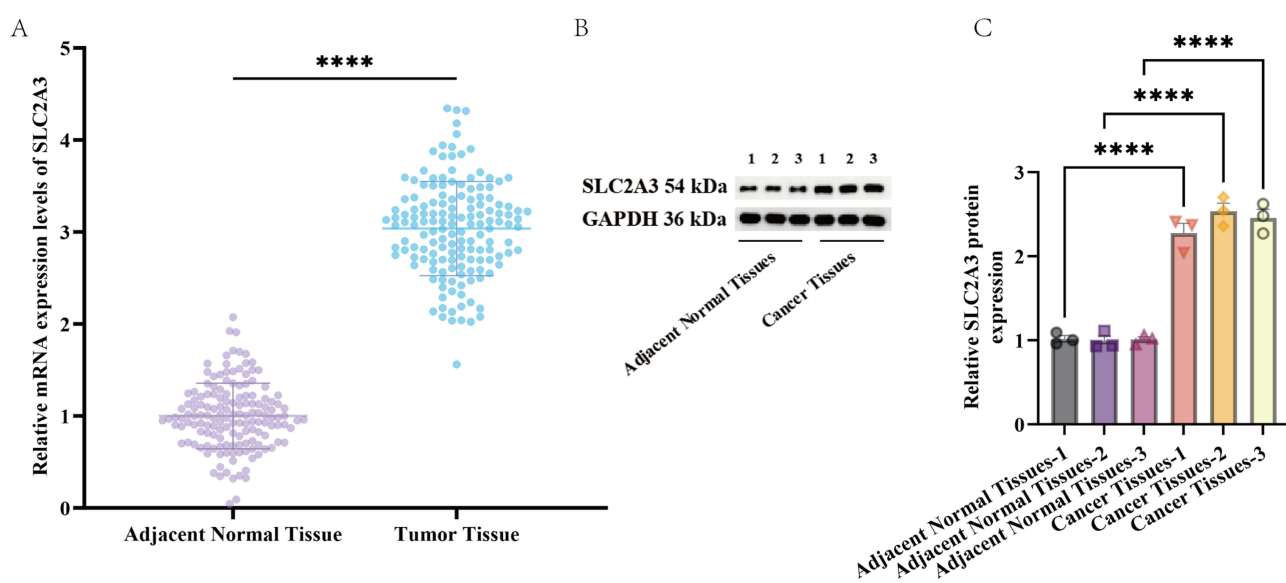 A
Relative mRNA expression levels of SLC2A3
5
4
3
2
1
0
****
Adjacent Normal Tissue
Tumor Tissue
B
1 2 3 1 2 3
SLC2A3 54 kDa
GAPDH 36 kDa
Adjacent Normal Tissues
Cancer Tissues
C
****
****
****
Relative SLC2A3 protein
expression
3
2
1
0
Adjacent Normal Tissues-1
Adjacent Normal Tissues-2
Adjacent Normal Tissues-3
Cancer Tissues-1
Cancer Tissues-2
Cancer Tissues-3